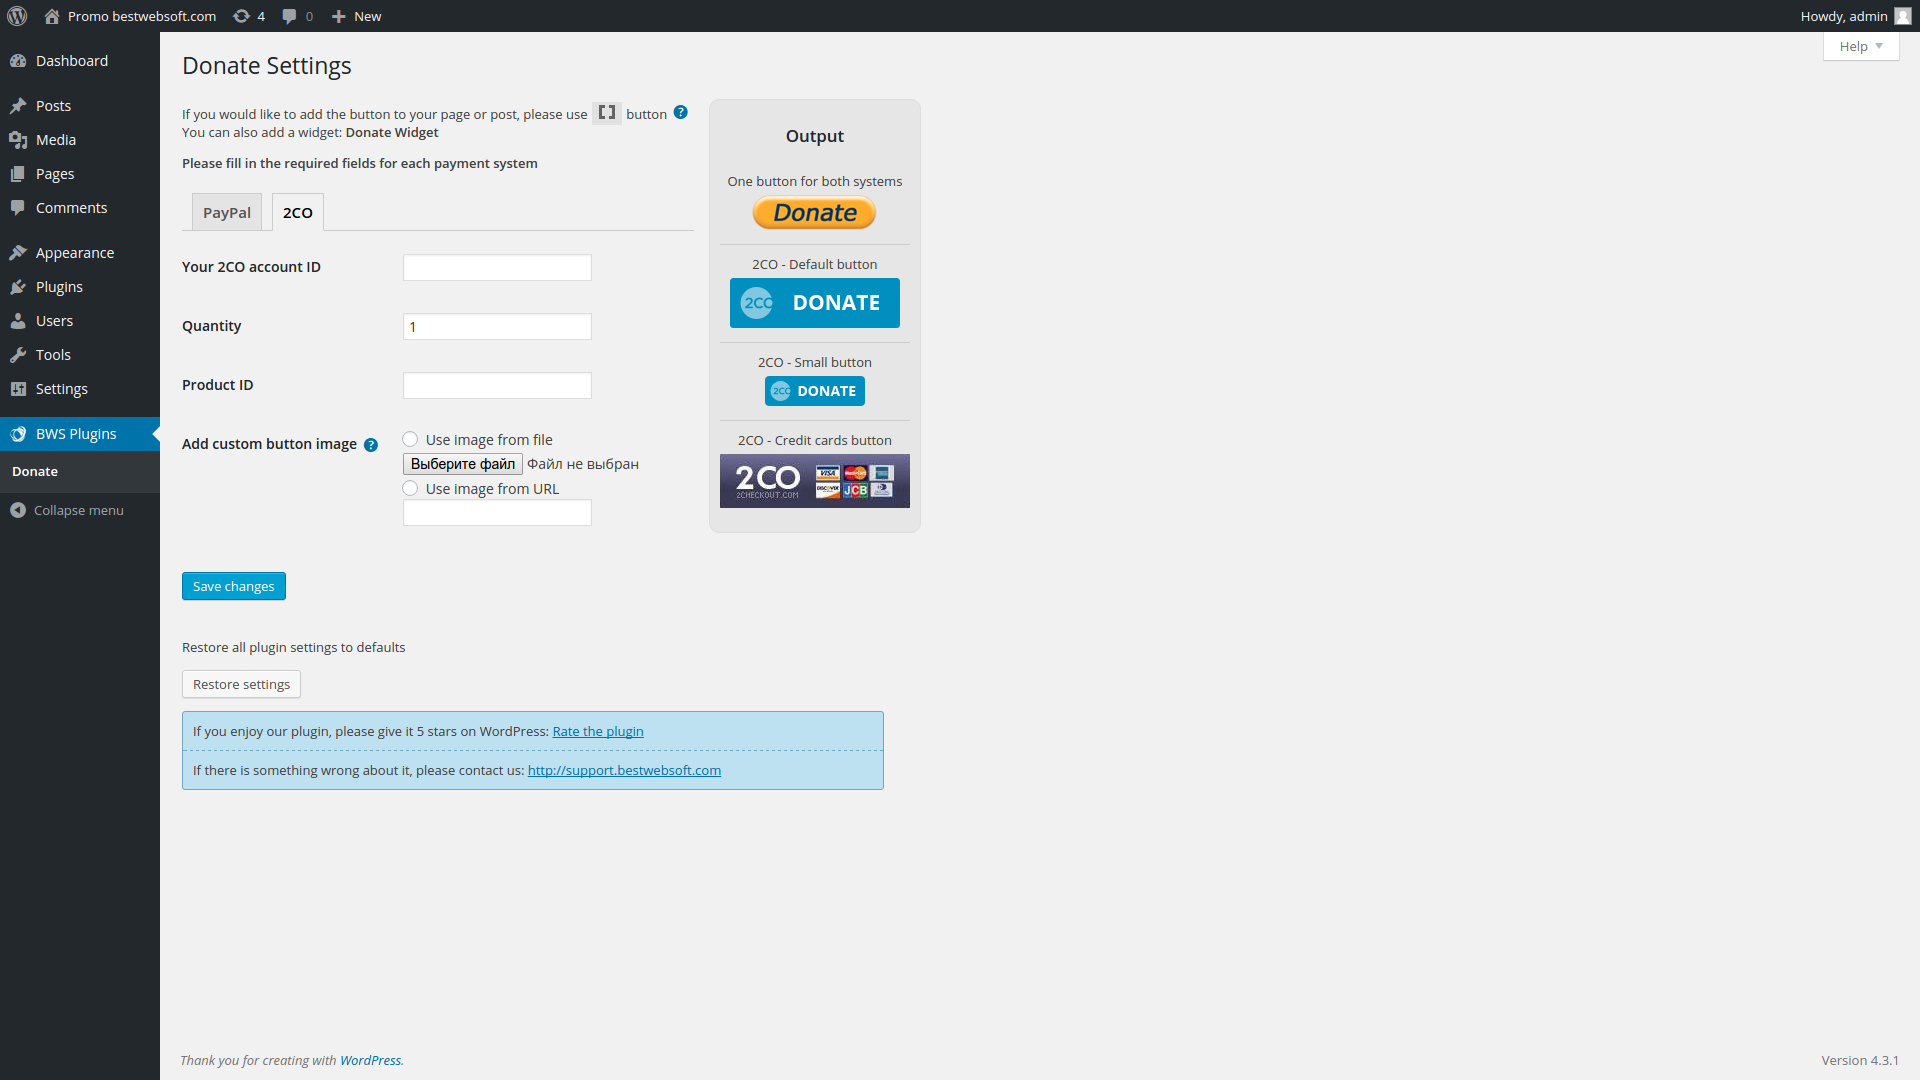 Promo bestwebsoft.com 4 0 New Howdy, admin
Help
Dashboard
Posts
Media
Pages
Comments
Appearance
Plugins
Users
Tools
Settings
BWS Plugins
Donate
Collapse menu
Donate Settings
If you would like to add the button to your page or post, please use [] button ?
You can also add a widget: Donate Widget
Please fill in the required fields for each payment system
PayPal 2CO
Your 2CO account ID
Quantity 1
Product ID
Add custom button image ? Use image from file
Выберите файл Файл не выбран
Use image from URL
Save changes
Restore all plugin settings to defaults
Restore settings
If you enjoy our plugin, please give it 5 stars on WordPress: Rate the plugin
If there is something wrong about it, please contact us: http://support.bestwebsoft.com
Output
One button for both systems
Donate
2CO - Default button
2CO DONATE
2CO - Small button
2CO DONATE
2CO - Credit cards button
2CO VISA MasterCard
2CHECKOUT.COM DISCOVER JCB
Thank you for creating with WordPress. Version 4.3.1